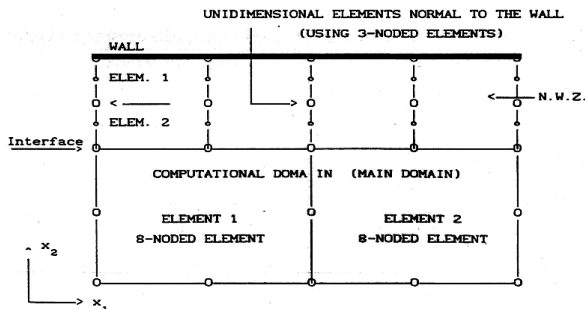 UNIDIMENSIONAL ELEMENTS NORMAL TO THE WALL
(USING 3-NODED ELEMENTS)
WALL
ELEM. 1
N.W.Z.
ELEM. 2
Interface
COMPUTATIONAL DOMAIN (MAIN DOMAIN)
ELEMENT 1
8-NODED ELEMENT
ELEMENT 2
8-NODED ELEMENT
x2
x1